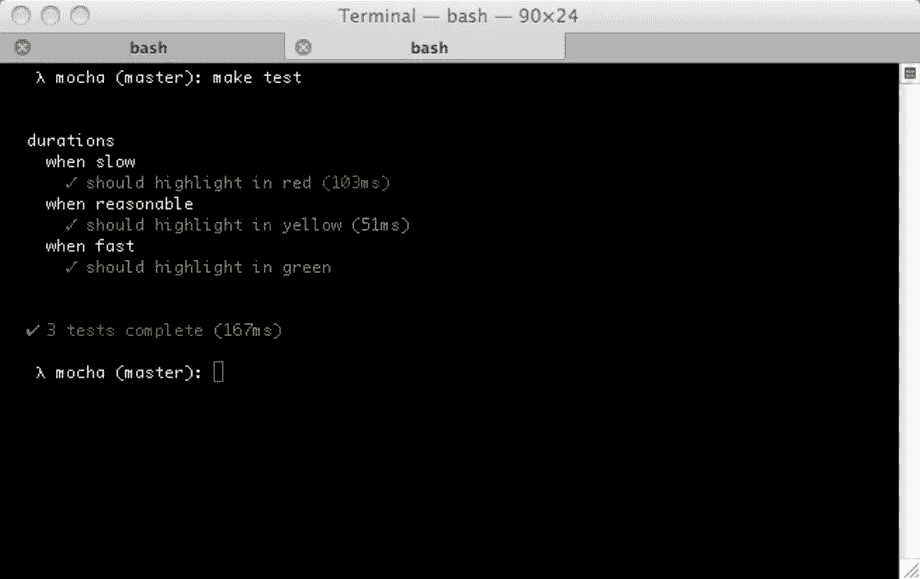 Terminal — bash — 90×24
bash
bash
λ mocha (master): make test
durations
when slow
✓ should highlight in red (103ms)
when reasonable
✓ should highlight in yellow (51ms)
when fast
✓ should highlight in green
✔ 3 tests complete (167ms)
λ mocha (master):